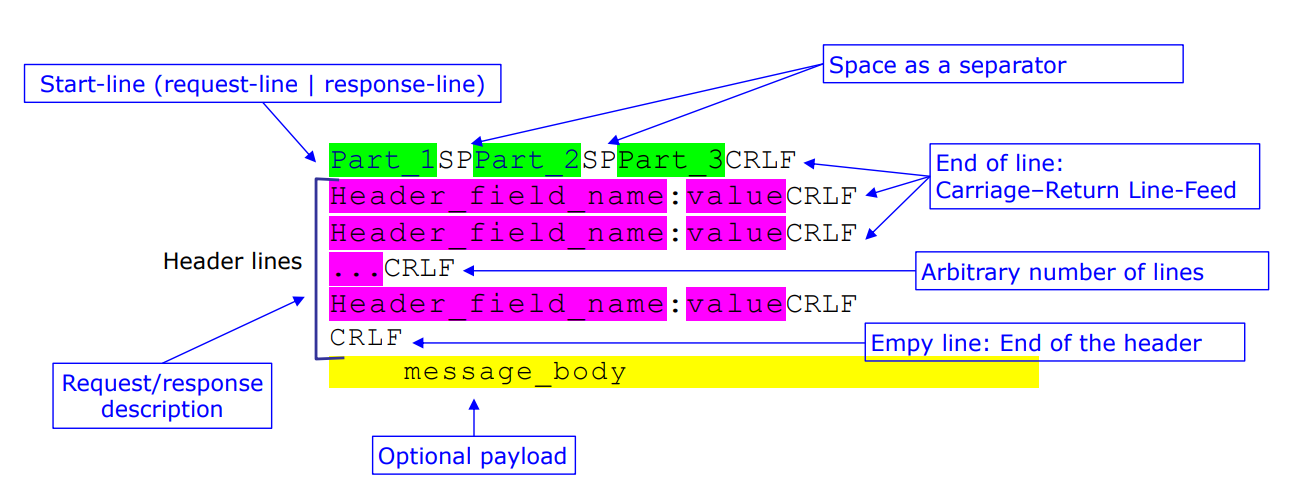 Space as a separator
Start-line (request-line | response-line)
Part_1SPPart_2SPPart_3CRLF
End of line:
Carriage–Return Line-Feed
Header_field_name:valueCRLF
Header_field_name:valueCRLF
Header lines
...CRLF
Arbitrary number of lines
Header_field_name:valueCRLF
CRLF
Empy line: End of the header
message_body
Request/response
description
Optional payload